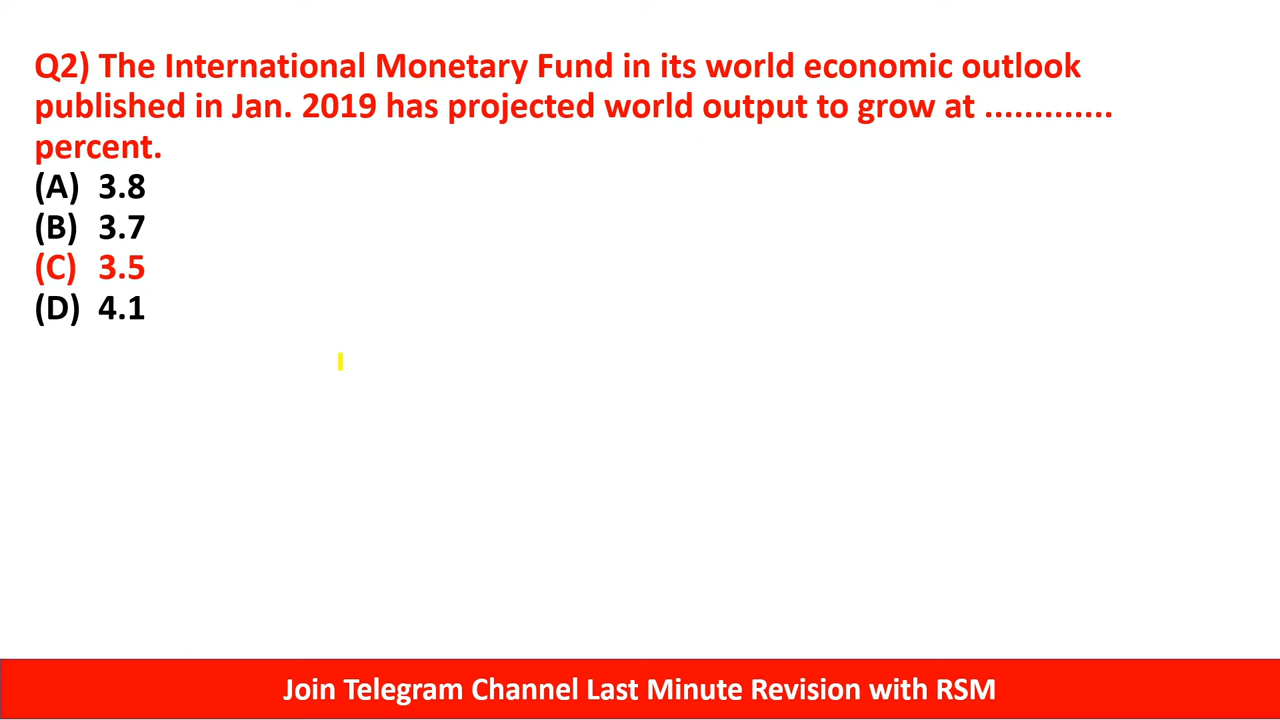 Q2) The International Monetary Fund in its world economic outlook
published in Jan. 2019 has projected world output to grow at .............
percent.
(A) 3.8
(B) 3.7
(C) 3.5
(D) 4.1
Join Telegram Channel Last Minute Revision with RSM